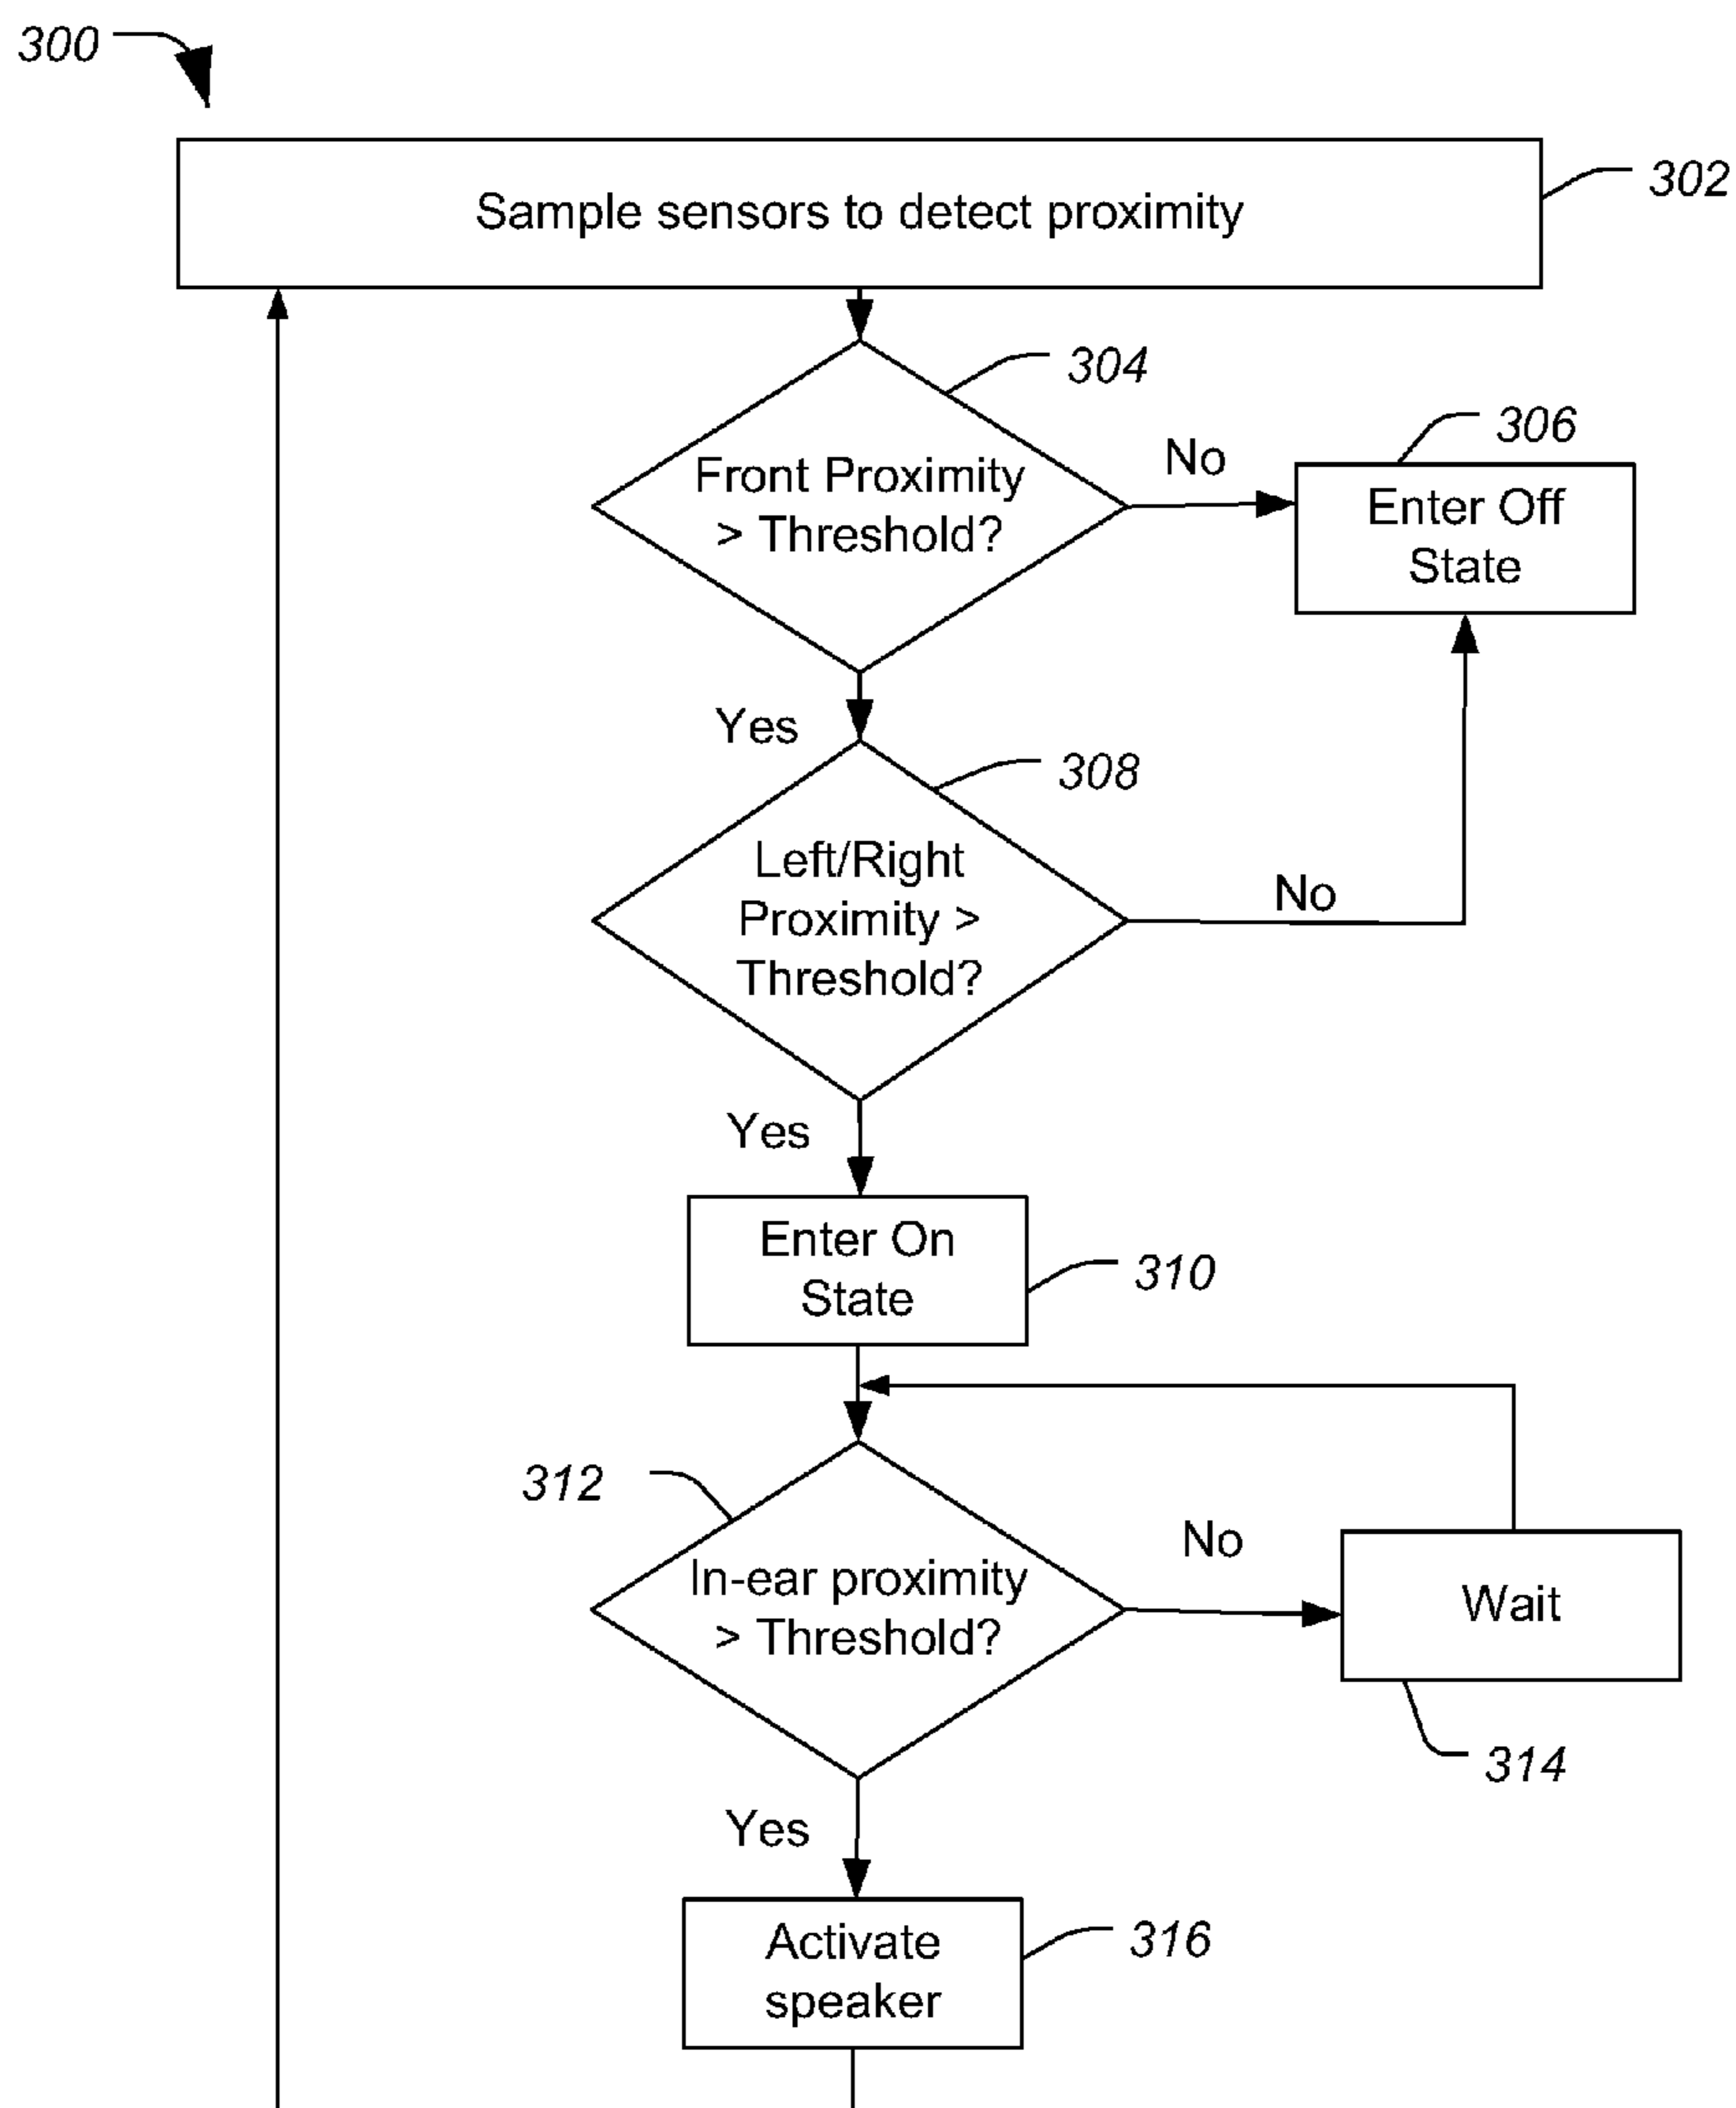 300
302
Sample sensors to detect proximity
304
306
Front Proximity
> Threshold?
No
Enter Off
State
Yes
308
Left/Right
Proximity >
Threshold?
No
Yes
Enter On
State
310
312
In-ear proximity
> Threshold?
No
Wait
314
Yes
Activate
speaker
316